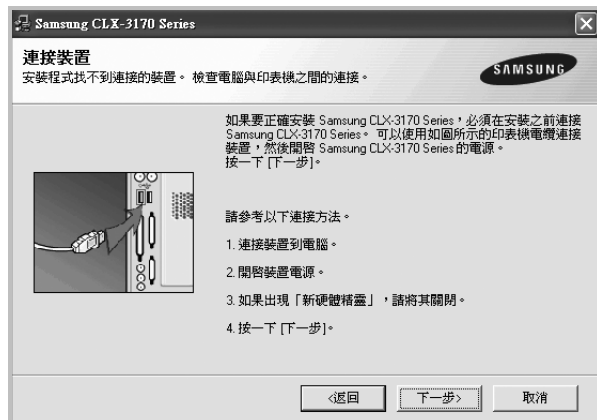 Samsung CLX-3170 Series
連接裝置
安裝程式找不到連接的裝置。 檢查電腦與印表機之間的連接。
SAMSUNG
如果要正確安裝 Samsung CLX-3170 Series，必須在安裝之前連接
Samsung CLX-3170 Series。 可以使用如圖所示的印表機電纜連接
裝置，然後開啓 Samsung CLX-3170 Series 的電源。
按一下 [下一步]。
請參考以下連接方法。
1. 連接裝置到電腦。
2. 開啓裝置電源。
3. 如果出現「新硬體精靈」，請將其關閉。
4. 按一下 [下一步]。
<返回
下一步>
取消